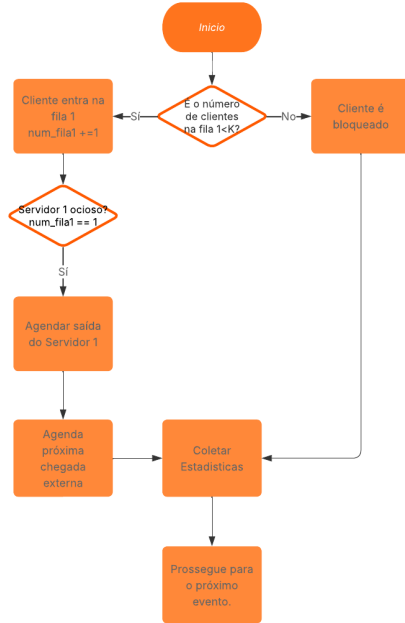 Inicio
É o número
de clientes
na fila 1<K?
Sí
No
Cliente entra na
fila 1
num_fila1 +=1
Cliente é
bloqueado
Servidor 1 ocioso?
num_fila1 == 1
Sí
Agendar saída
do Servidor 1
Agenda
próxima
chegada
externa
Coletar
Estadisticas
Prossegue para
o próximo
evento.